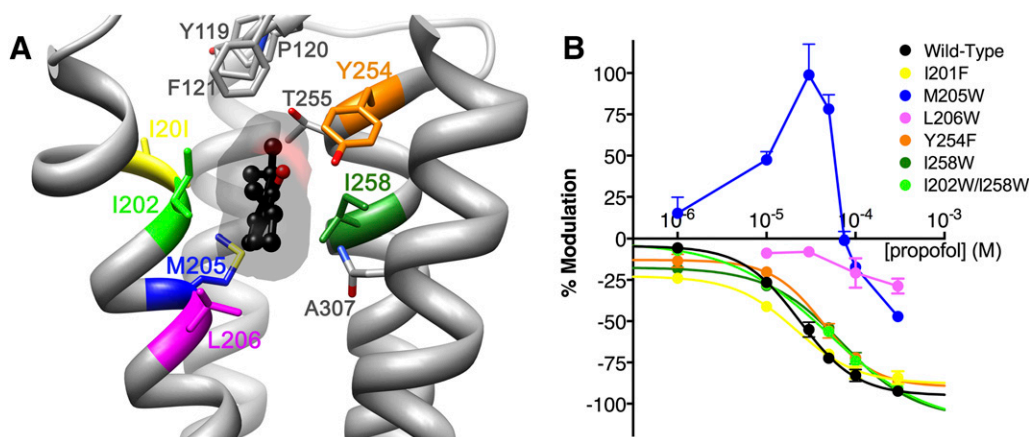 A
Y119
P120
F121
Y254
T255
I20I
I202
I258
M205
A307
L206
B
% Modulation
100
75
50
25
0
-25
-50
-75
-100
10-6
10-5
10-4
10-3
[propofol] (M)
Wild-Type
I201F
M205W
L206W
Y254F
I258W
I202W/I258W